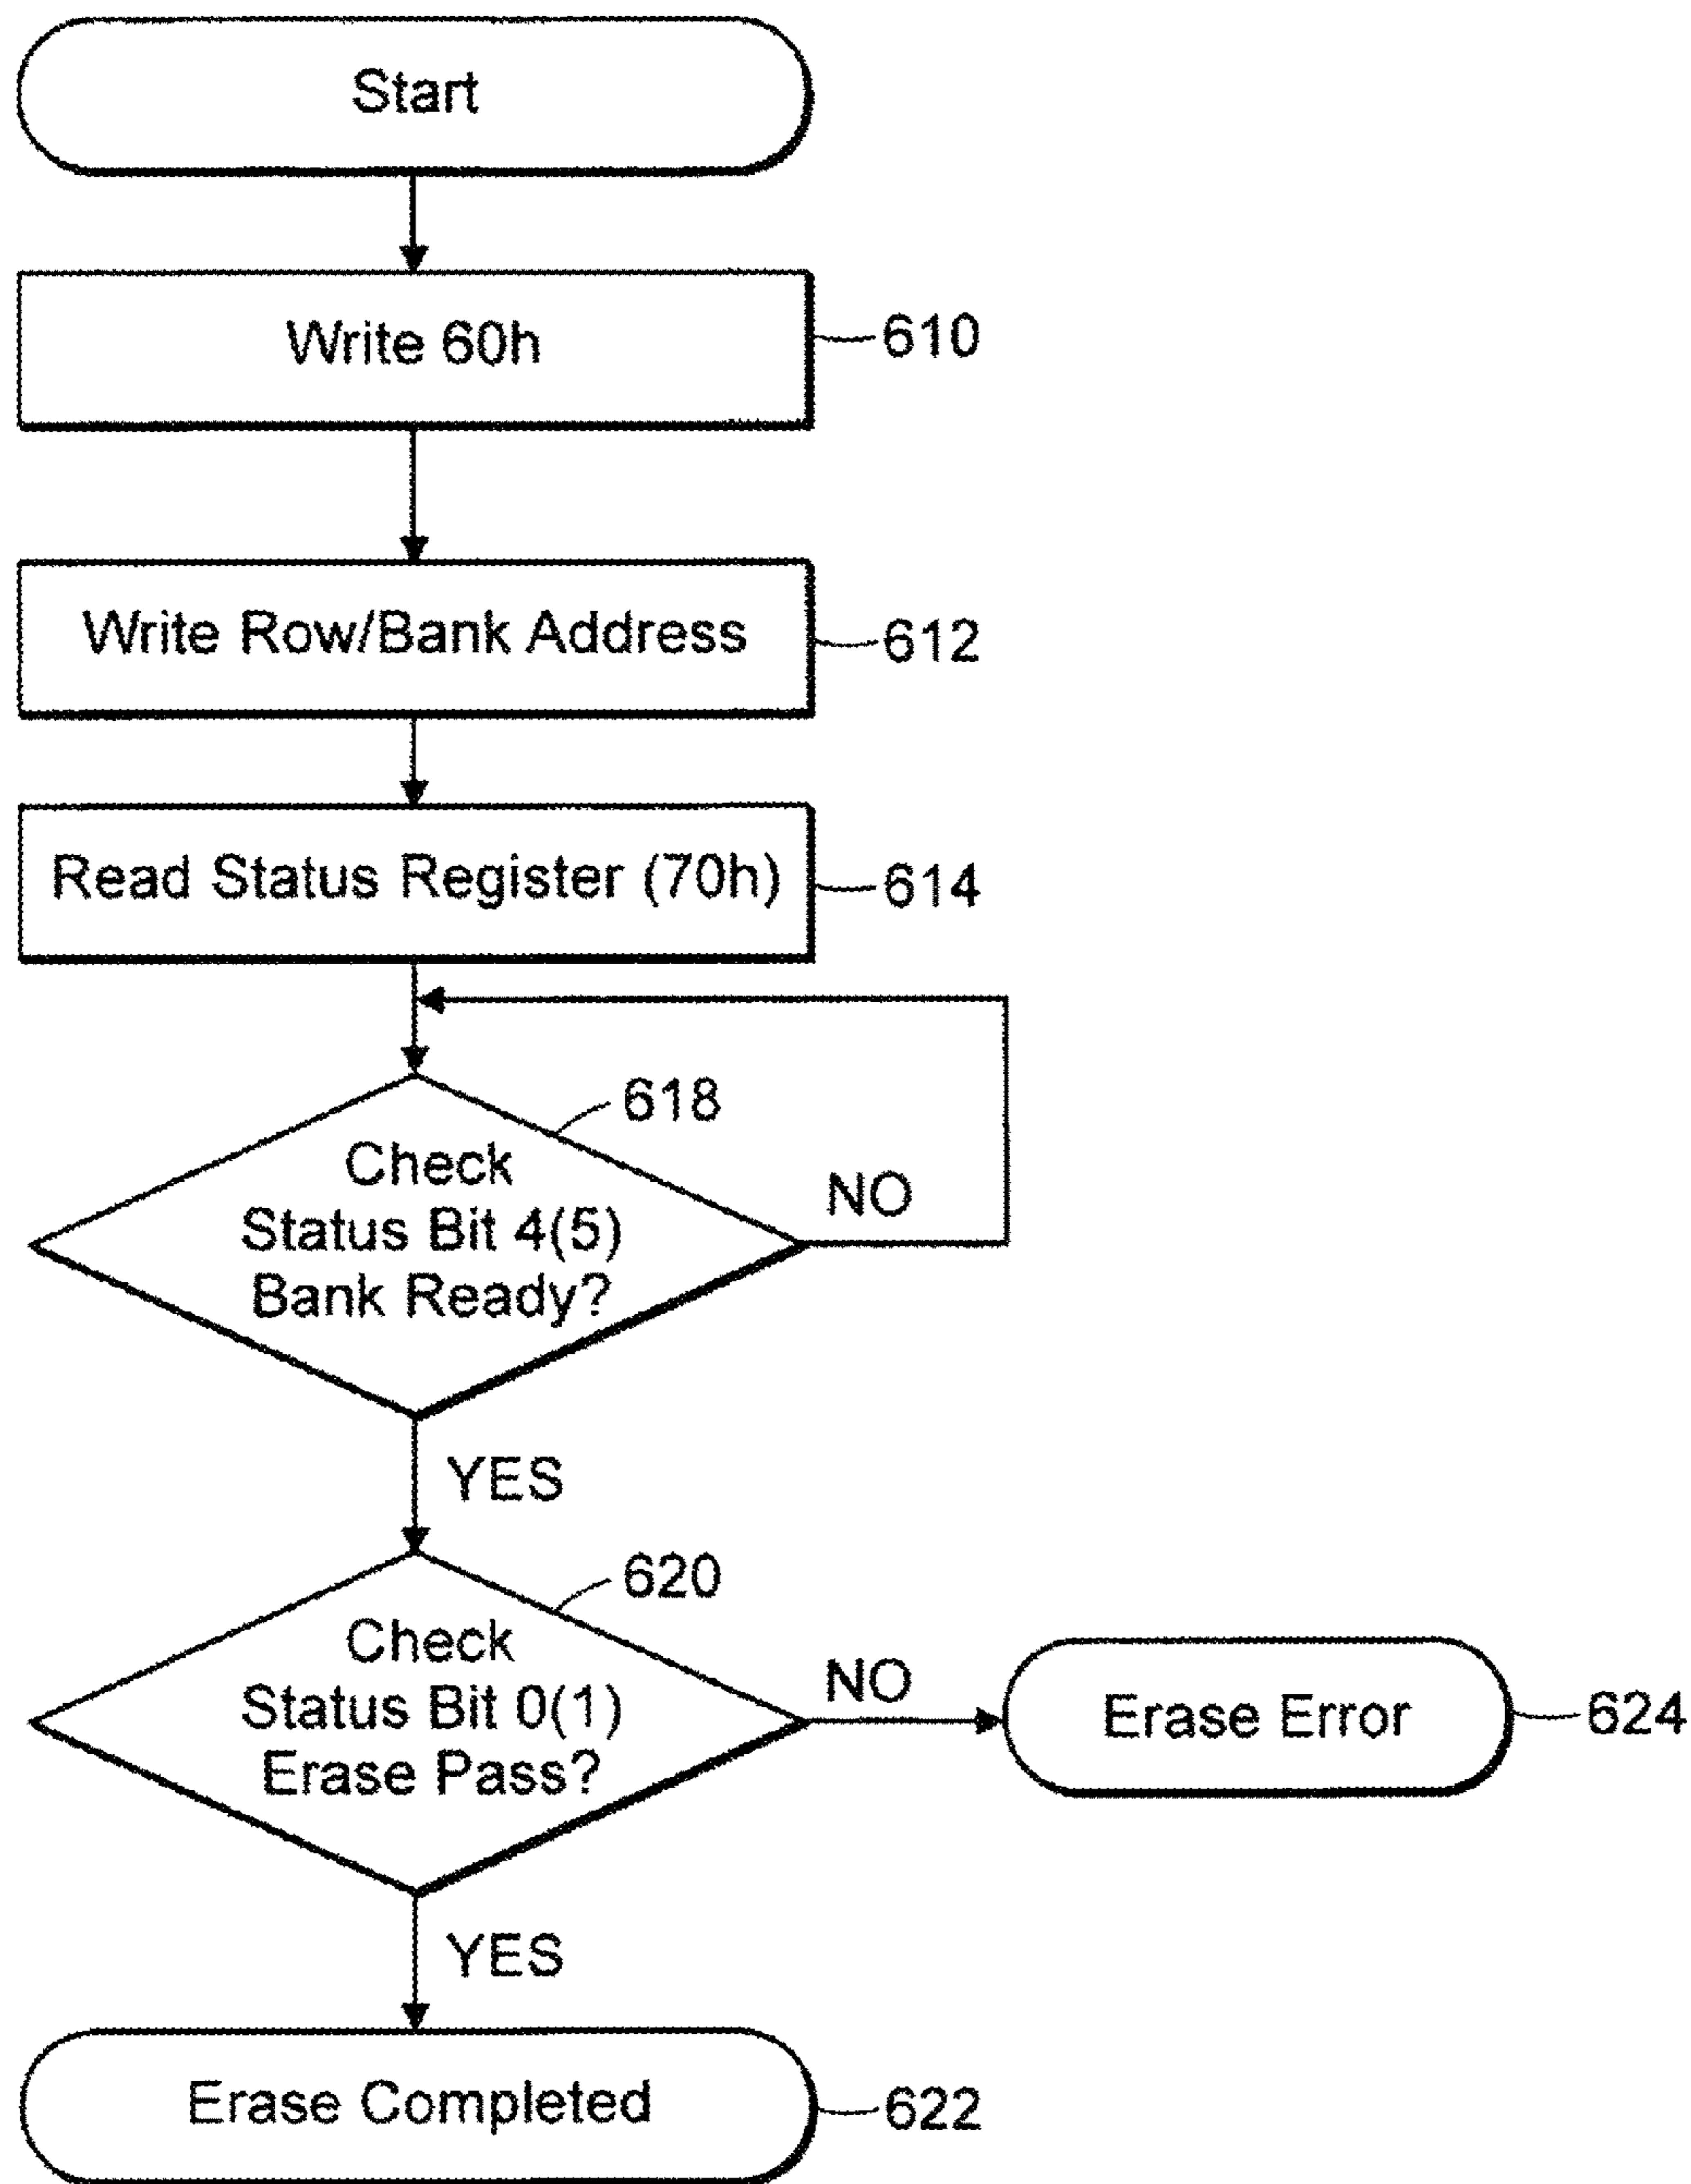 Start
Write 60h
610
Write Row/Bank Address
612
Read Status Register (70h)
614
618
Check
Status Bit 4(5)
Bank Ready?
NO
YES
620
Check
Status Bit 0(1)
Erase Pass?
NO
Erase Error
624
YES
Erase Completed
622